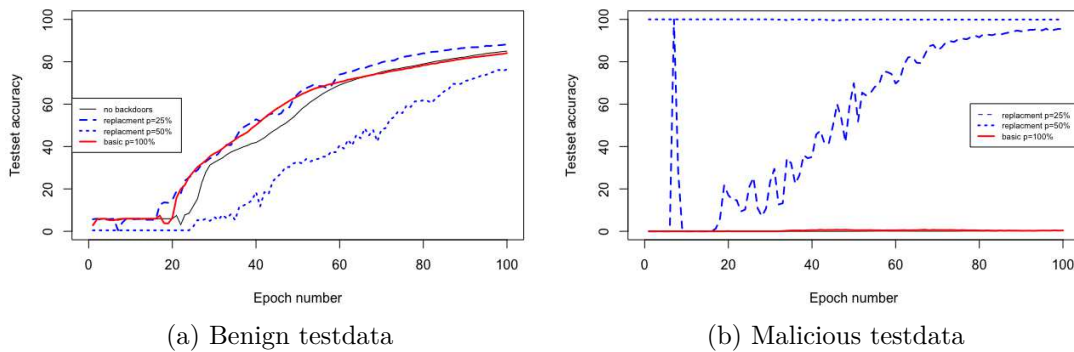 100
80
60
40
20
0
Testset accuracy
no backdoors
replacment p=25%
replacment p=50%
basic p=100%
0 20 40 60 80 100
Epoch number
(a) Benign testdata
100
80
60
40
20
0
Testset accuracy
replacment p=25%
replacment p=50%
basic p=100%
0 20 40 60 80 100
Epoch number
(b) Malicious testdata